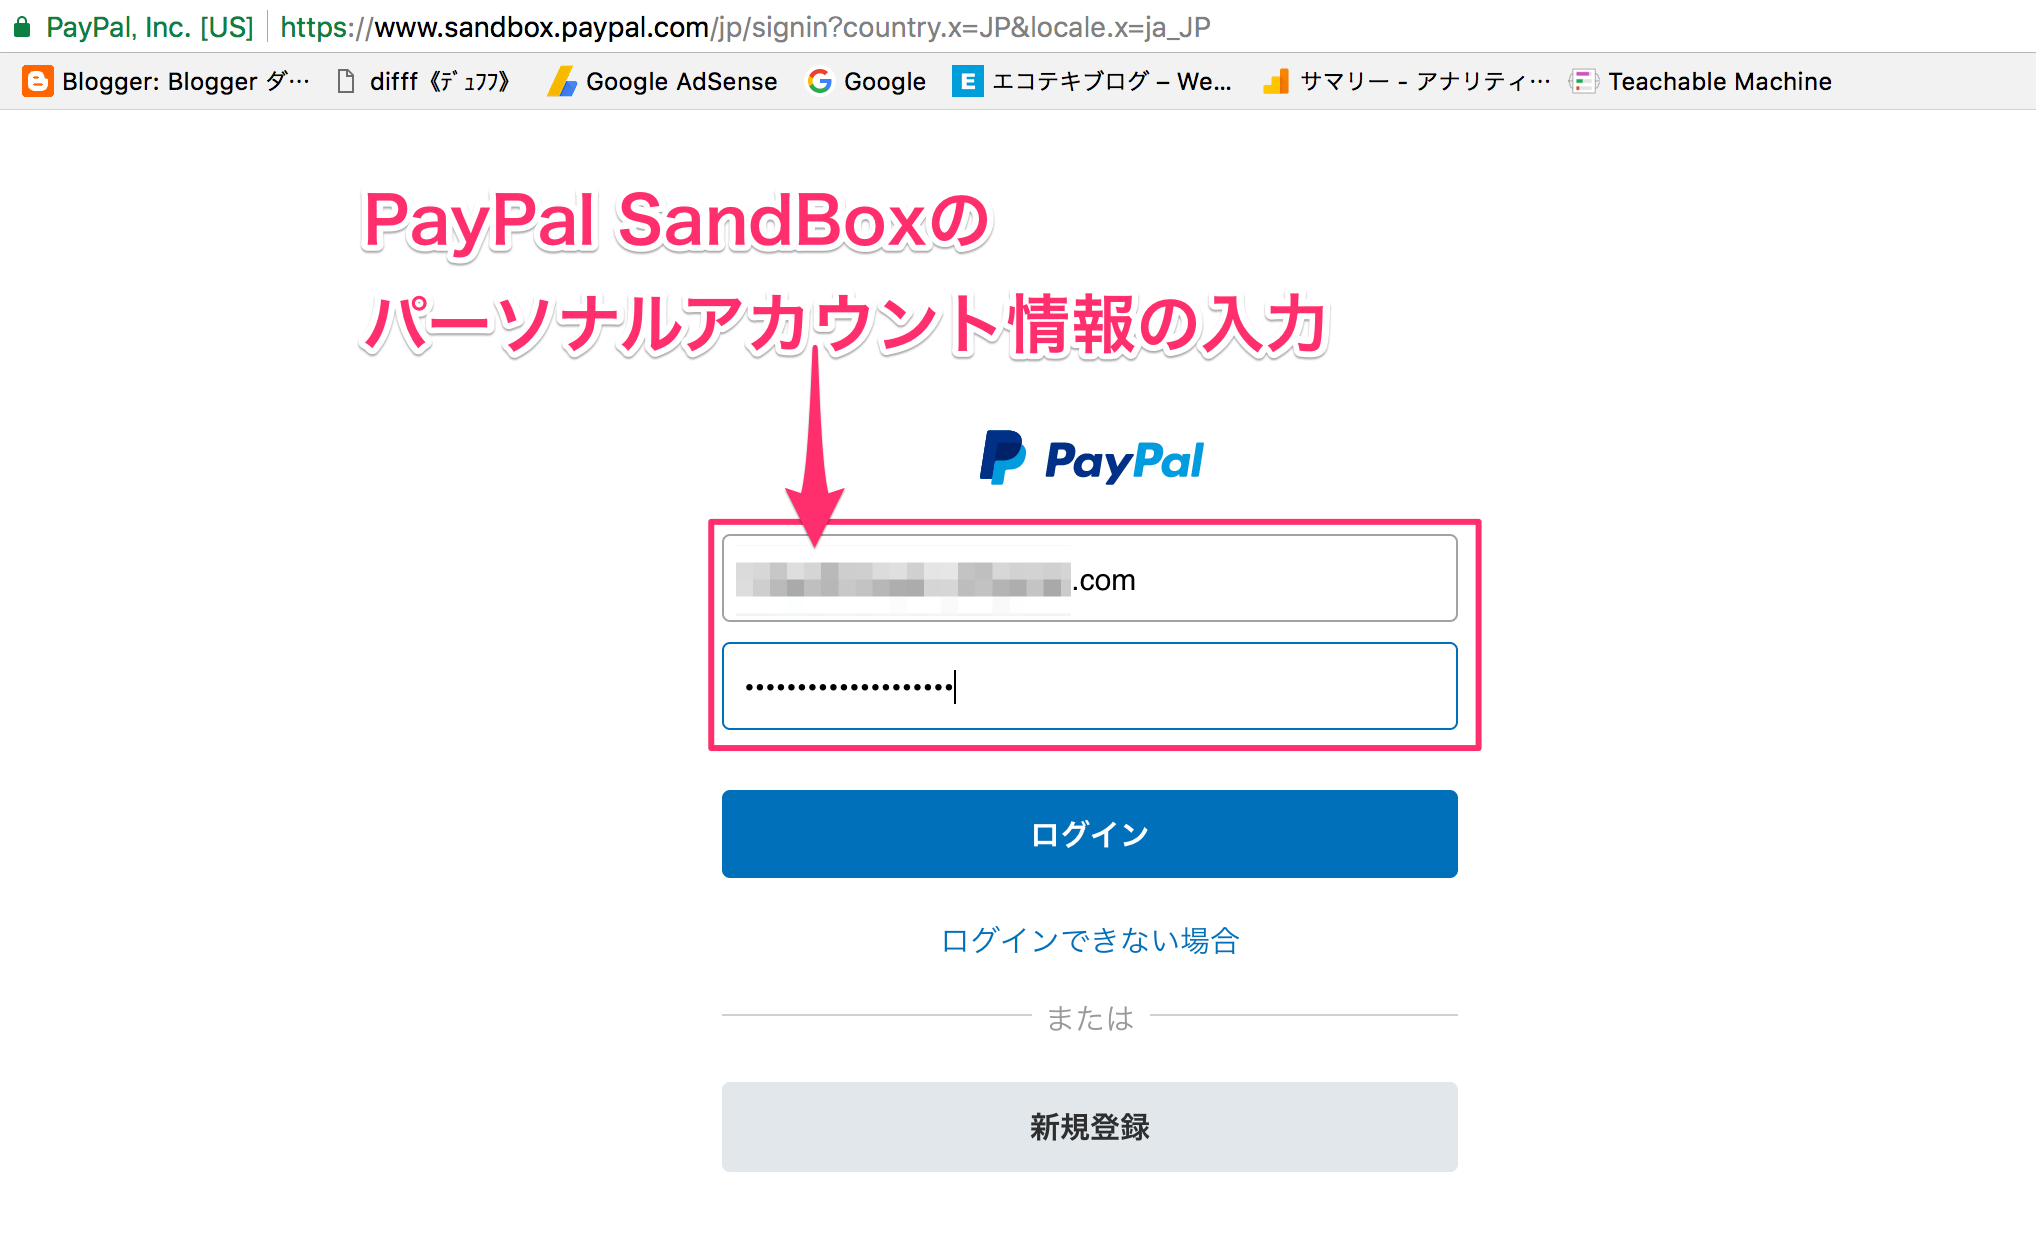 PayPal, Inc. [US] https://www.sandbox.paypal.com/jp/signin?country.x=JP&locale.x=ja_JP
Blogger: Blogger ダ… difff《ﾃﾞｭﾌﾌ》 Google AdSense Google エコテキブログ – We... サマリー - アナリティ… Teachable Machine
PayPal SandBoxの
パーソナルアカウント情報の入力
PayPal
.com
••••••••••••••••••••
ログイン
ログインできない場合
または
新規登録